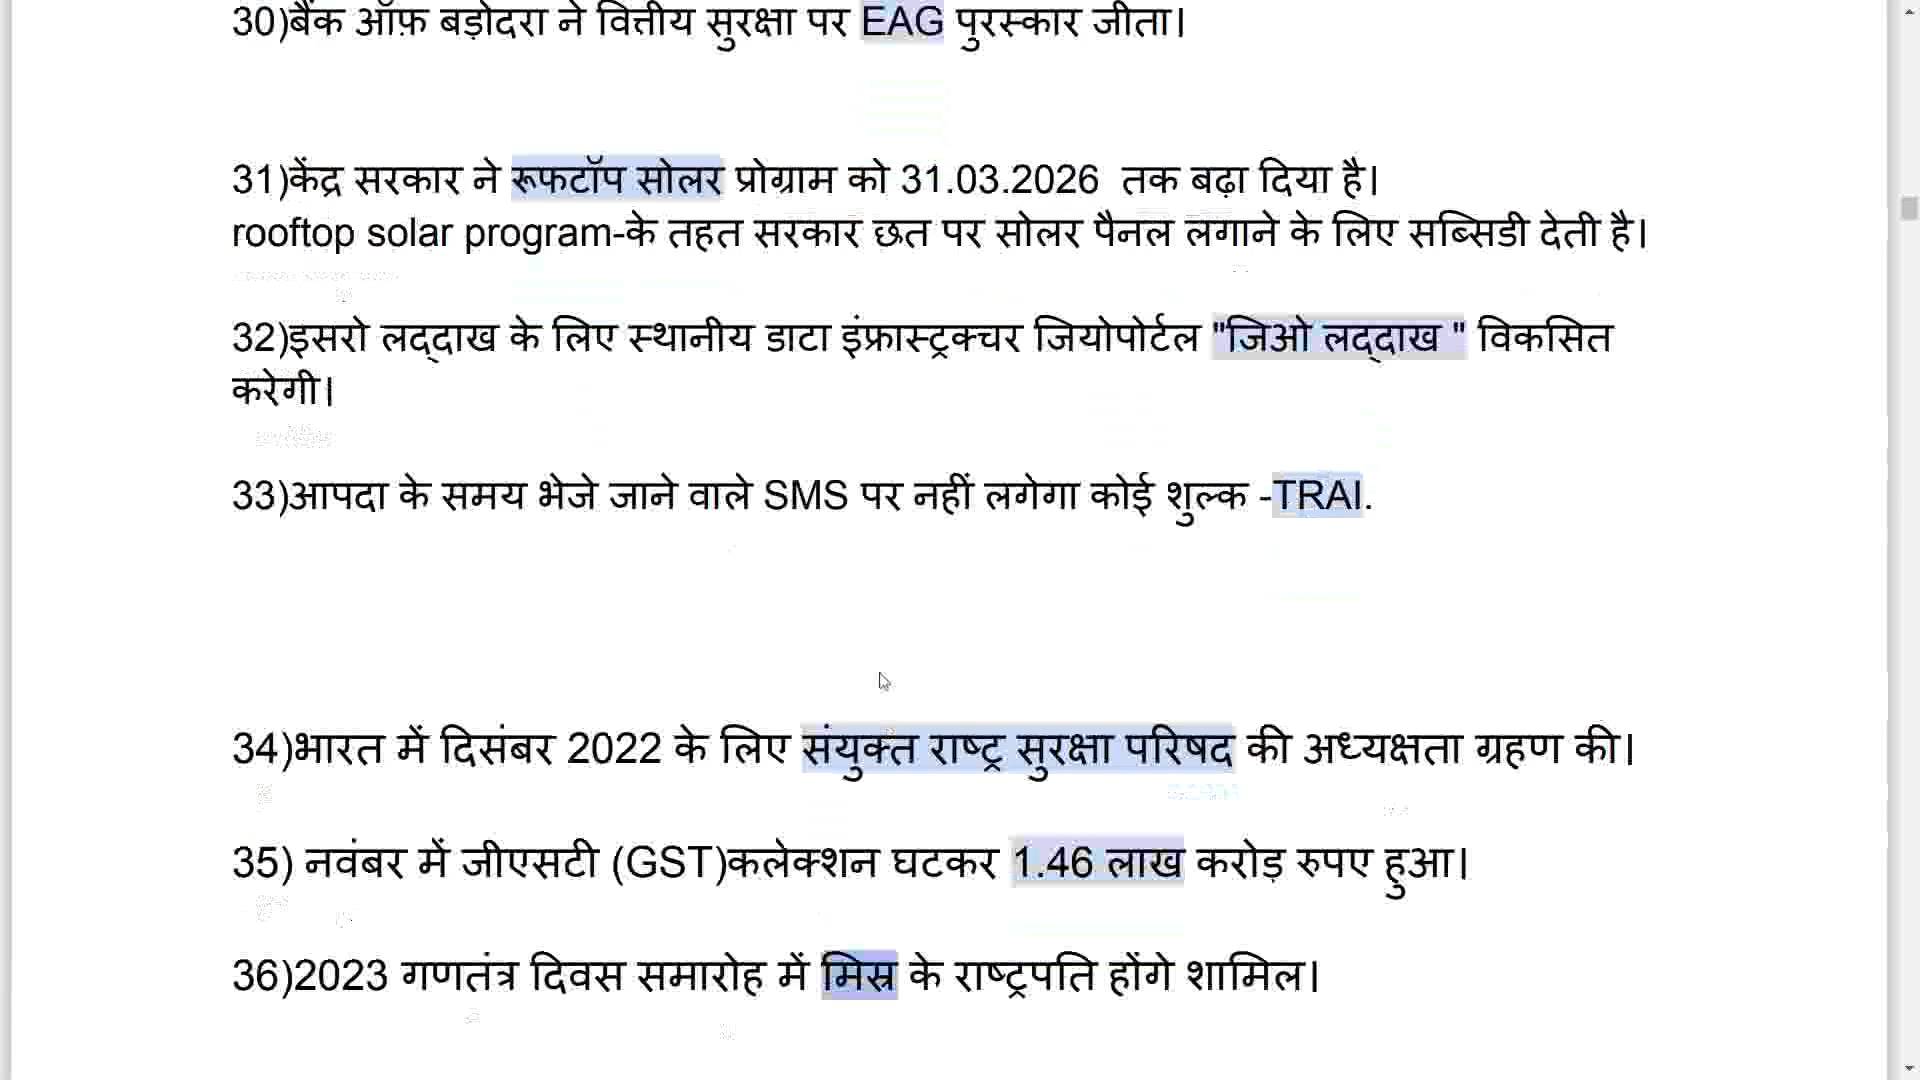 30)बैंक ऑफ़ बड़ोदरा ने वित्तीय सुरक्षा पर EAG पुरस्कार जीता।
31)केंद्र सरकार ने रूफटॉप सोलर प्रोग्राम को 31.03.2026 तक बढ़ा दिया है।
rooftop solar program-के तहत सरकार छत पर सोलर पैनल लगाने के लिए सब्सिडी देती है।
32)इसरो लद्दाख के लिए स्थानीय डाटा इंफ्रास्ट्रक्चर जियोपोर्टल "जिओ लद्दाख " विकसित
करेगी।
33)आपदा के समय भेजे जाने वाले SMS पर नहीं लगेगा कोई शुल्क -TRAI.
34)भारत में दिसंबर 2022 के लिए संयुक्त राष्ट्र सुरक्षा परिषद की अध्यक्षता ग्रहण की।
35) नवंबर में जीएसटी (GST)कलेक्शन घटकर 1.46 लाख करोड़ रुपए हुआ।
36)2023 गणतंत्र दिवस समारोह में मिस्र के राष्ट्रपति होंगे शामिल।